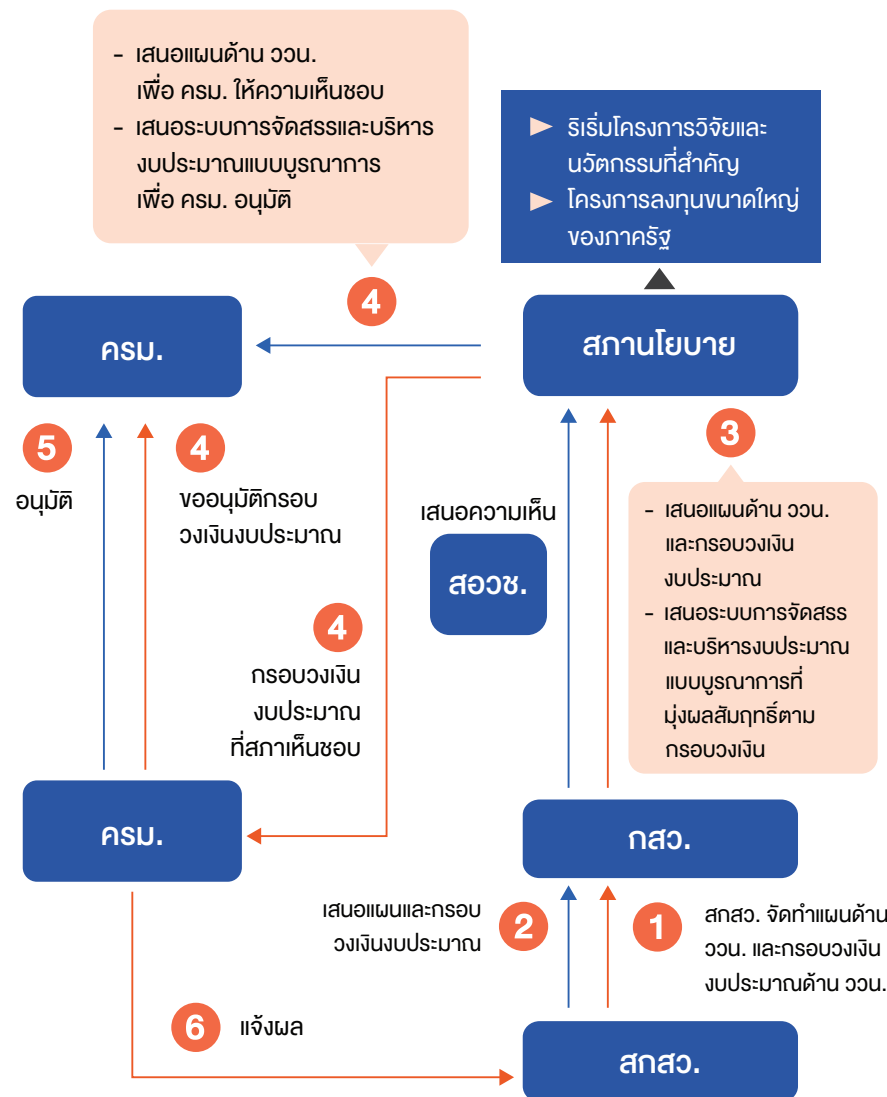 - เสนอแผนด้าน ววน.
เพื่อ ครม. ให้ความเห็นชอบ
- เสนอระบบการจัดสรรและบริหาร
งบประมาณแบบบูรณาการ
เพื่อ ครม. อนุมัติ
ริเริ่มโครงการวิจัยและ
นวัตกรรมที่สำคัญ
โครงการลงทุนขนาดใหญ่
ของภาครัฐ
4
ครม.
สภานโยบาย
5
อนุมัติ
4
ขออนุมัติกรอบ
วงเงินงบประมาณ
เสนอความเห็น
สอวช.
3
- เสนอแผนด้าน ววน.
และกรอบวงเงิน
งบประมาณ
- เสนอระบบการจัดสรร
และบริหารงบประมาณ
แบบบูรณาการที่
มุ่งผลสัมฤทธิ์ตาม
กรอบวงเงิน
4
กรอบวงเงิน
งบประมาณ
ที่สภาเห็นชอบ
ครม.
กสว.
เสนอแผนและกรอบ
วงเงินงบประมาณ
2
1
สกสว. จัดทำแผนด้าน
ววน. และกรอบวงเงิน
งบประมาณด้าน ววน.
6
แจ้งผล
สกสว.